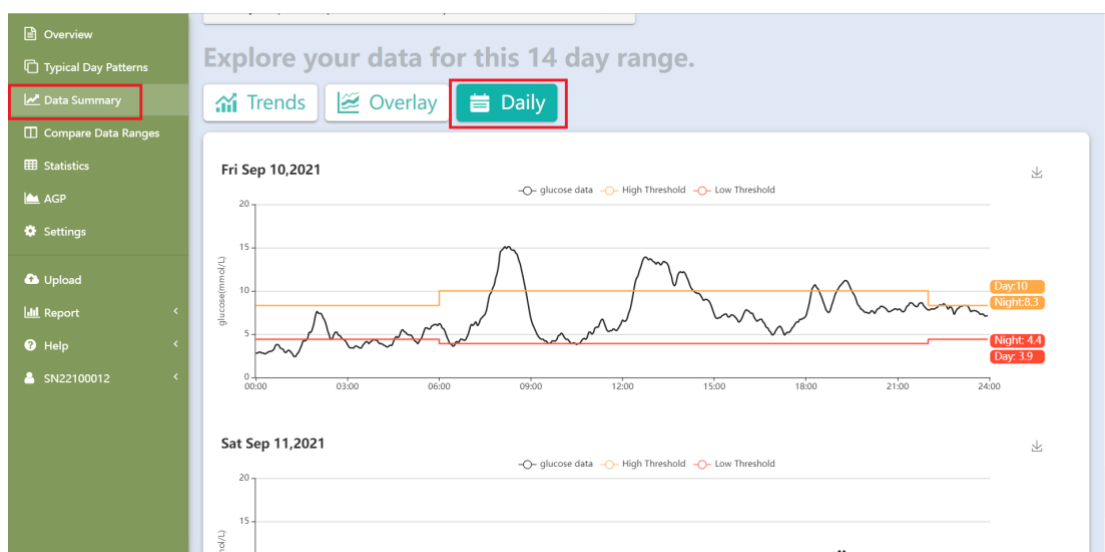 Overview
Typical Day Patterns
Data Summary
Compare Data Ranges
Statistics
AGP
Settings
Upload
Report
Help
SN22100012
Explore your data for this 14 day range.
Trends
Overlay
Daily
Fri Sep 10,2021
glucose data High Threshold Low Threshold
glucose(mmol/L)
20
15
10
5
0
00:00 03:00 06:00 09:00 12:00 15:00 18:00 21:00 24:00
Day:10
Night:8.3
Night: 4.4
Day: 3.9
Sat Sep 11,2021
glucose data High Threshold Low Threshold
20
15